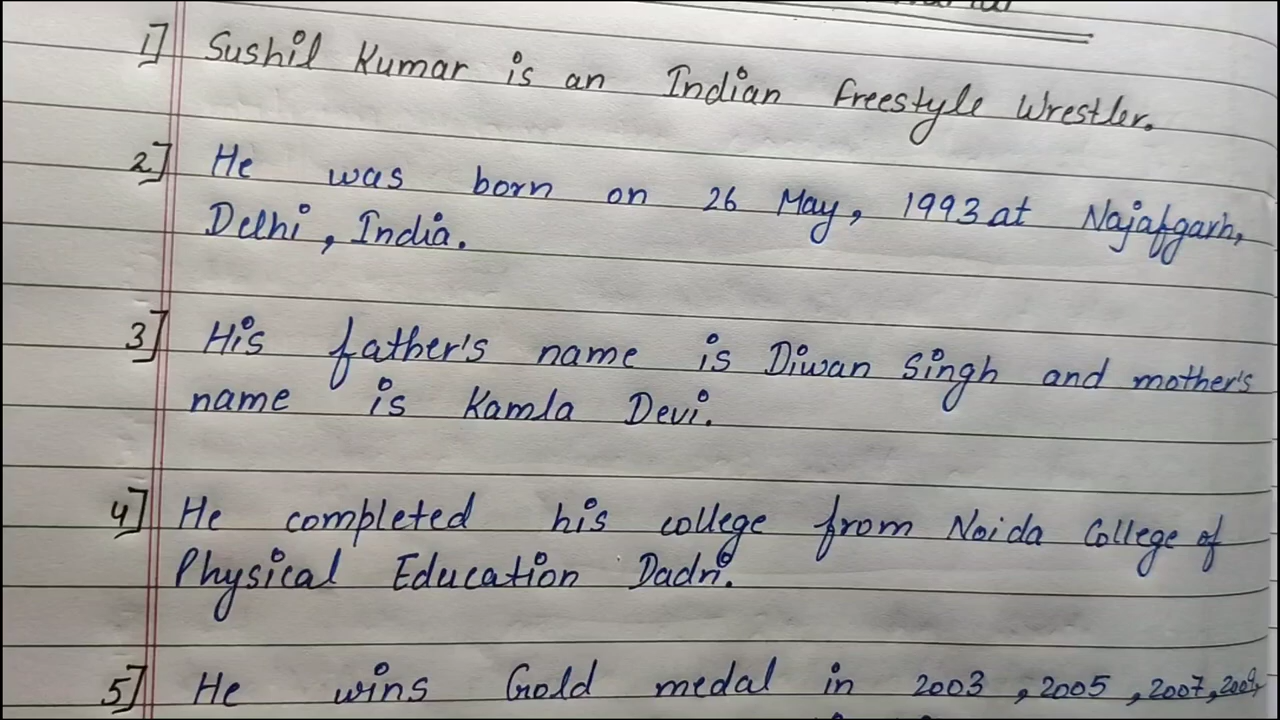 1] Sushil Kumar is an Indian freestyle Wrestler.
2] He was born on 26 May, 1993 at Najafgarh,
Delhi, India.
3] His father's name is Diwan Singh and mother's
name is Kamla Devi.
4] He completed his college from Noida College of
Physical Education Dadri.
5] He wins Gold medal in 2003, 2005, 2007, 2009,